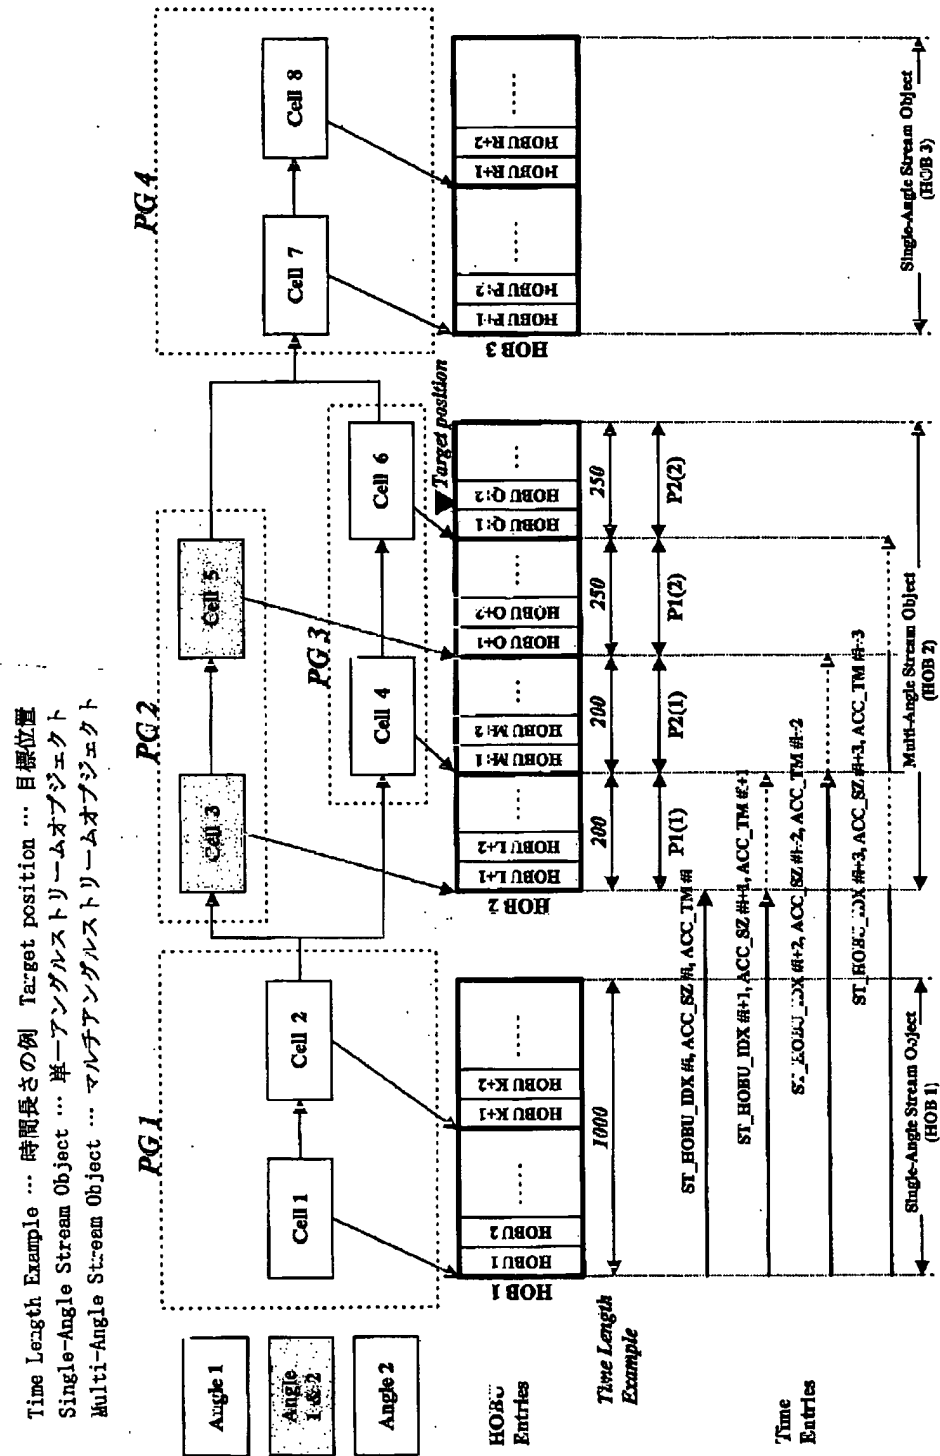 Time Length Example … 時間長さの例 Target position … 目標位置
Single-Angle Stream Object … 単一アングルストリームオブジェクト
Multi-Angle Stream Object … マルチアングルストリームオブジェクト
PG 1
PG 2
PG 3
PG 4
Angle 1
Angle
1 & 2
Angle 2
Cell 1
Cell 2
Cell 3
Cell 5
Cell 4
Cell 6
Cell 7
Cell 8
Target position
HOBU
Entries
HOB 1
HOBU 1
HOBU 2
……
HOBU K+1
HOBU K+2
……
HOB 2
HOBU L+1
HOBU L+2
……
HOBU M+1
HOBU M+2
……
HOBU O+1
HOBU O+2
……
HOBU Q+1
HOBU Q+2
……
HOB 3
HOBU P+1
HOBU P+2
……
HOBU R+1
HOBU R+2
……
Time Length
Example
1000
200
200
250
250
P1(1)
P2(1)
P1(2)
P2(2)
Time
Entries
ST_HOBU_IDX #i, ACC_SZ #i, ACC_TM #i
ST_HOBU_IDX #i+1, ACC_SZ #i+1, ACC_TM #i+1
ST_HOBU_IDX #i+2, ACC_SZ #i+2, ACC_TM #i+2
ST_HOBU_IDX #i+3, ACC_SZ #i+3, ACC_TM #i+3
Single-Angle Stream Object
(HOB 1)
Multi-Angle Stream Object
(HOB 2)
Single-Angle Stream Object
(HOB 3)